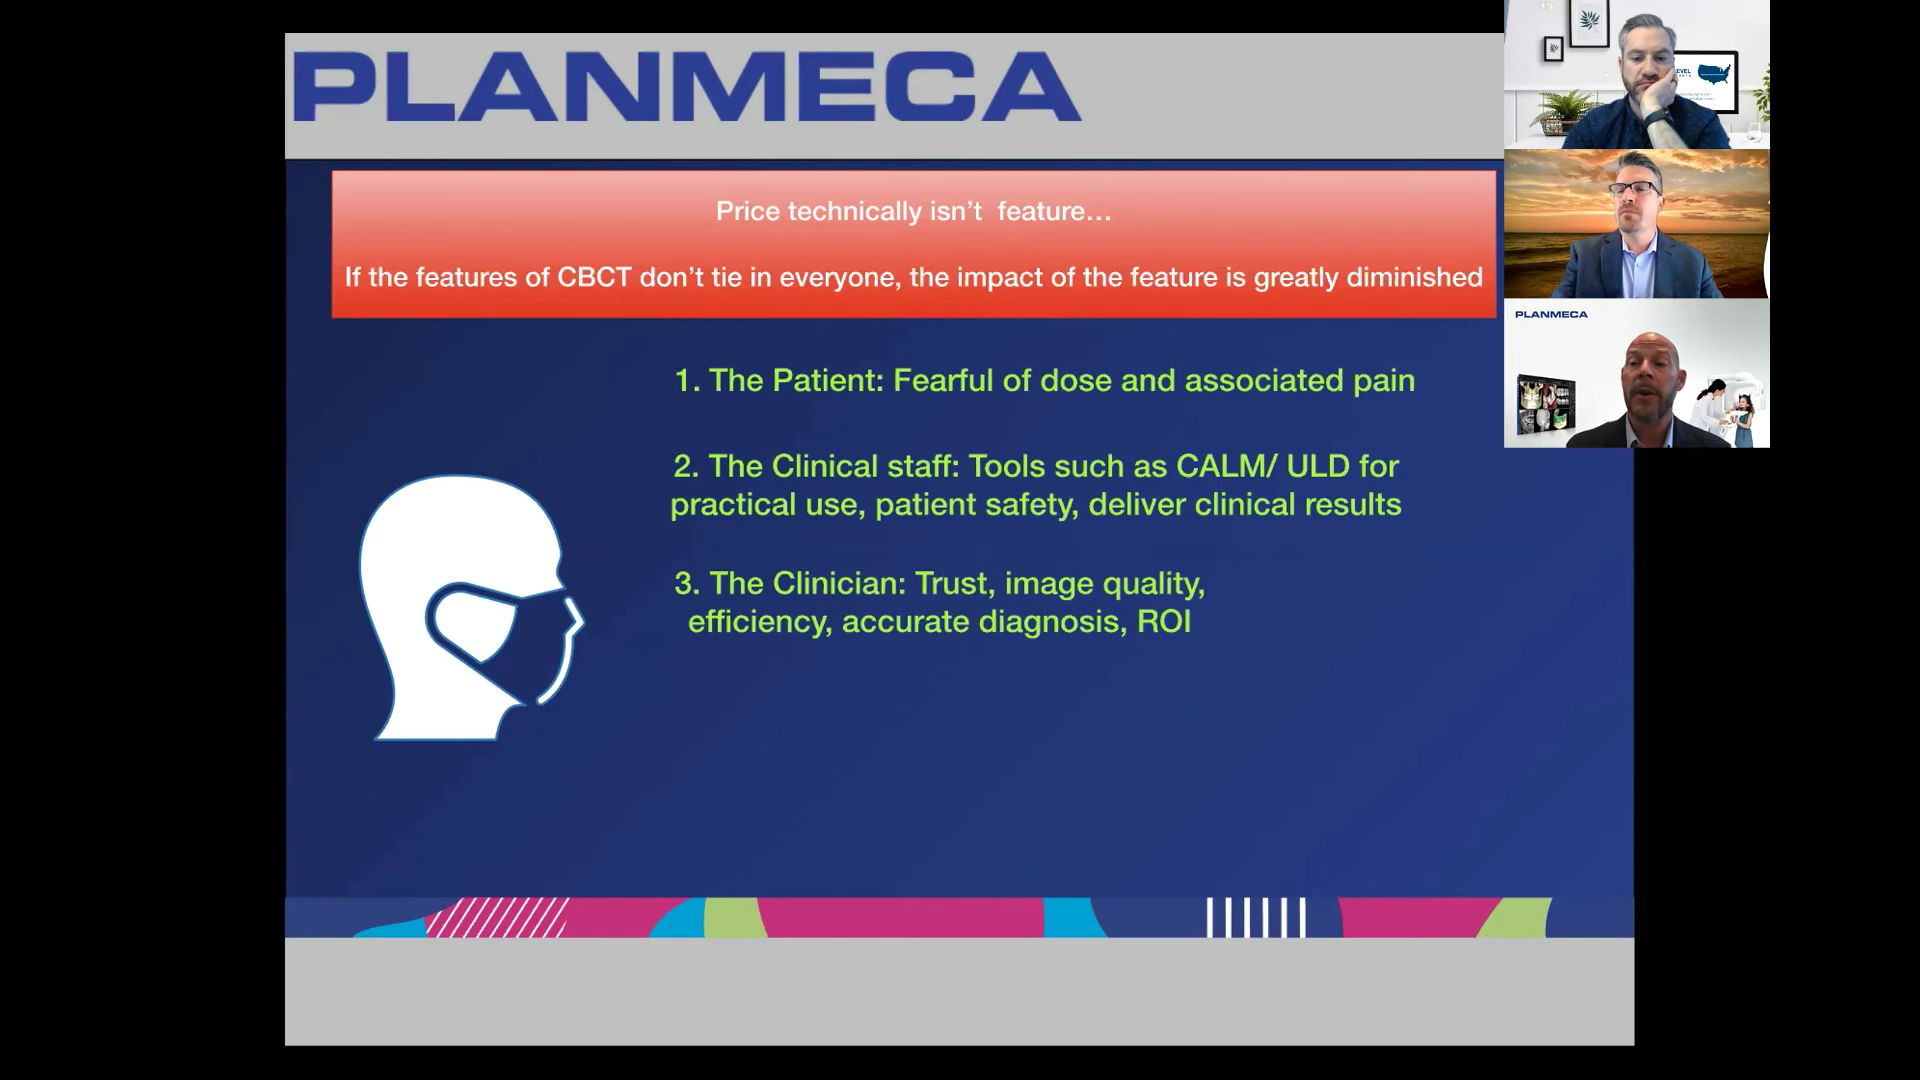 PLANMECA
Price technically isn’t feature…
If the features of CBCT don’t tie in everyone, the impact of the feature is greatly diminished
1. The Patient: Fearful of dose and associated pain
2. The Clinical staff: Tools such as CALM/ ULD for
practical use, patient safety, deliver clinical results
3. The Clinician: Trust, image quality,
efficiency, accurate diagnosis, ROI
EVEL
PLANMECA